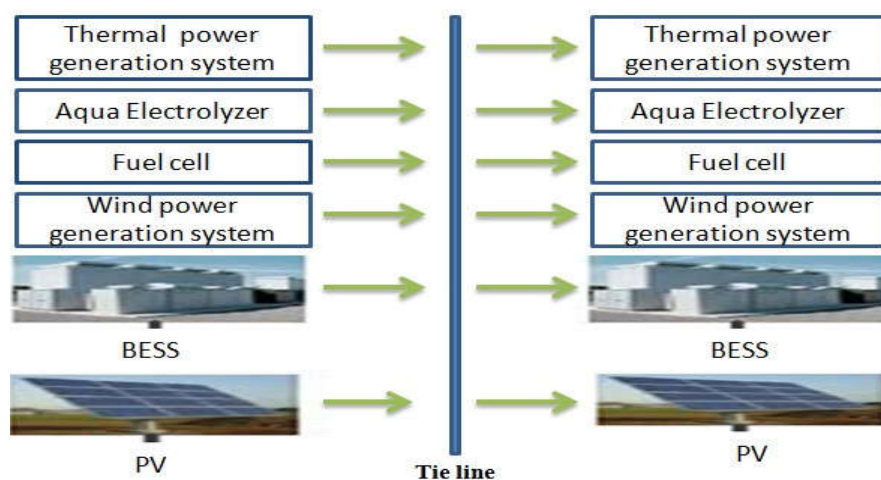 Thermal power
generation system
Aqua Electrolyzer
Fuel cell
Wind power
generation system
BESS
PV
Tie line
Thermal power
generation system
Aqua Electrolyzer
Fuel cell
Wind power
generation system
BESS
PV